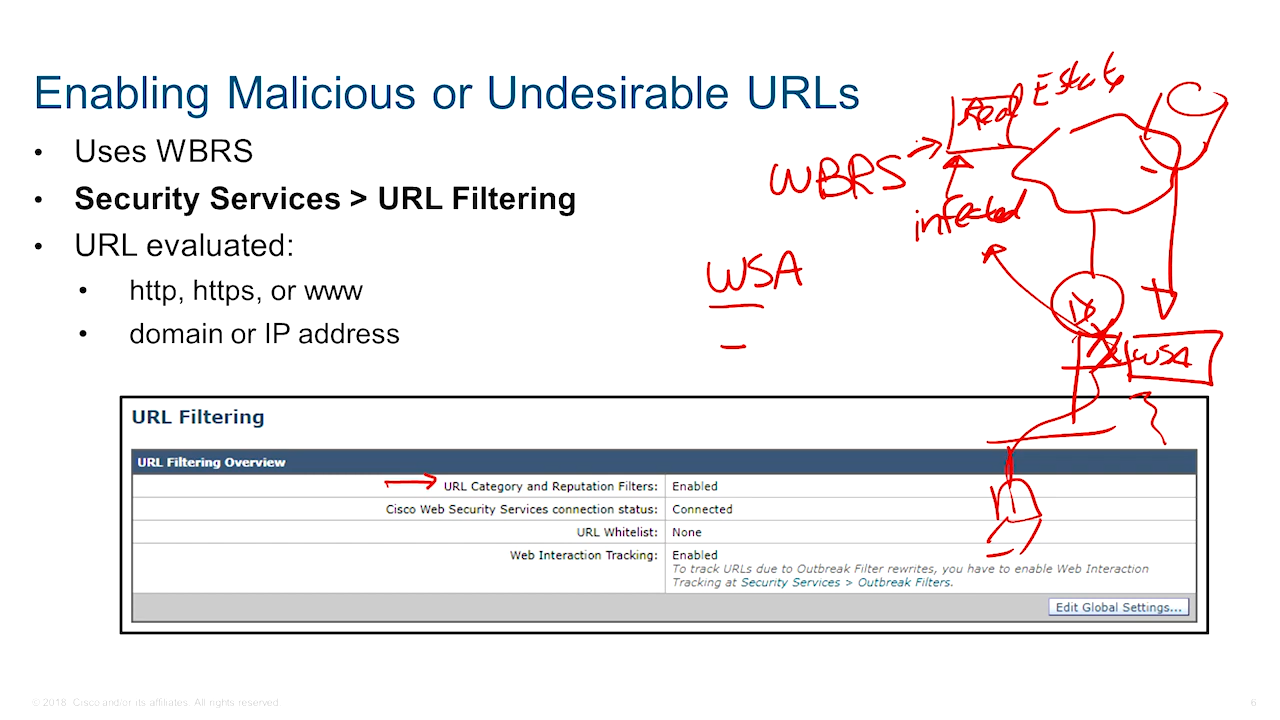 Enabling Malicious or Undesirable URLs
• Uses WBRS
• Security Services > URL Filtering
• URL evaluated:
• http, https, or www
• domain or IP address
Real Estate
WBRS
infected
WSA
WSA
URL Filtering
URL Filtering Overview
URL Category and Reputation Filters: Enabled
Cisco Web Security Services connection status: Connected
URL Whitelist: None
Web Interaction Tracking: Enabled
To track URLs due to Outbreak Filter rewrites, you have to enable Web Interaction
Tracking at Security Services > Outbreak Filters.
Edit Global Settings...
© 2018 Cisco and/or its affiliates. All rights reserved.
6